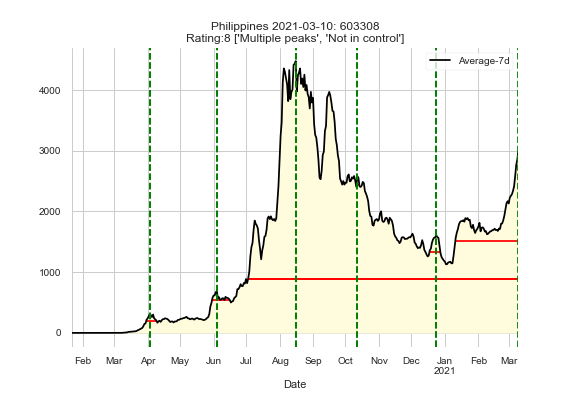 Philippines 2021-03-10: 603308
Rating:8 ['Multiple peaks', 'Not in control']
Average-7d
4000
3000
2000
1000
0
Feb Mar Apr May Jun Jul Aug Sep Oct Nov Dec Jan Feb Mar
2021
Date